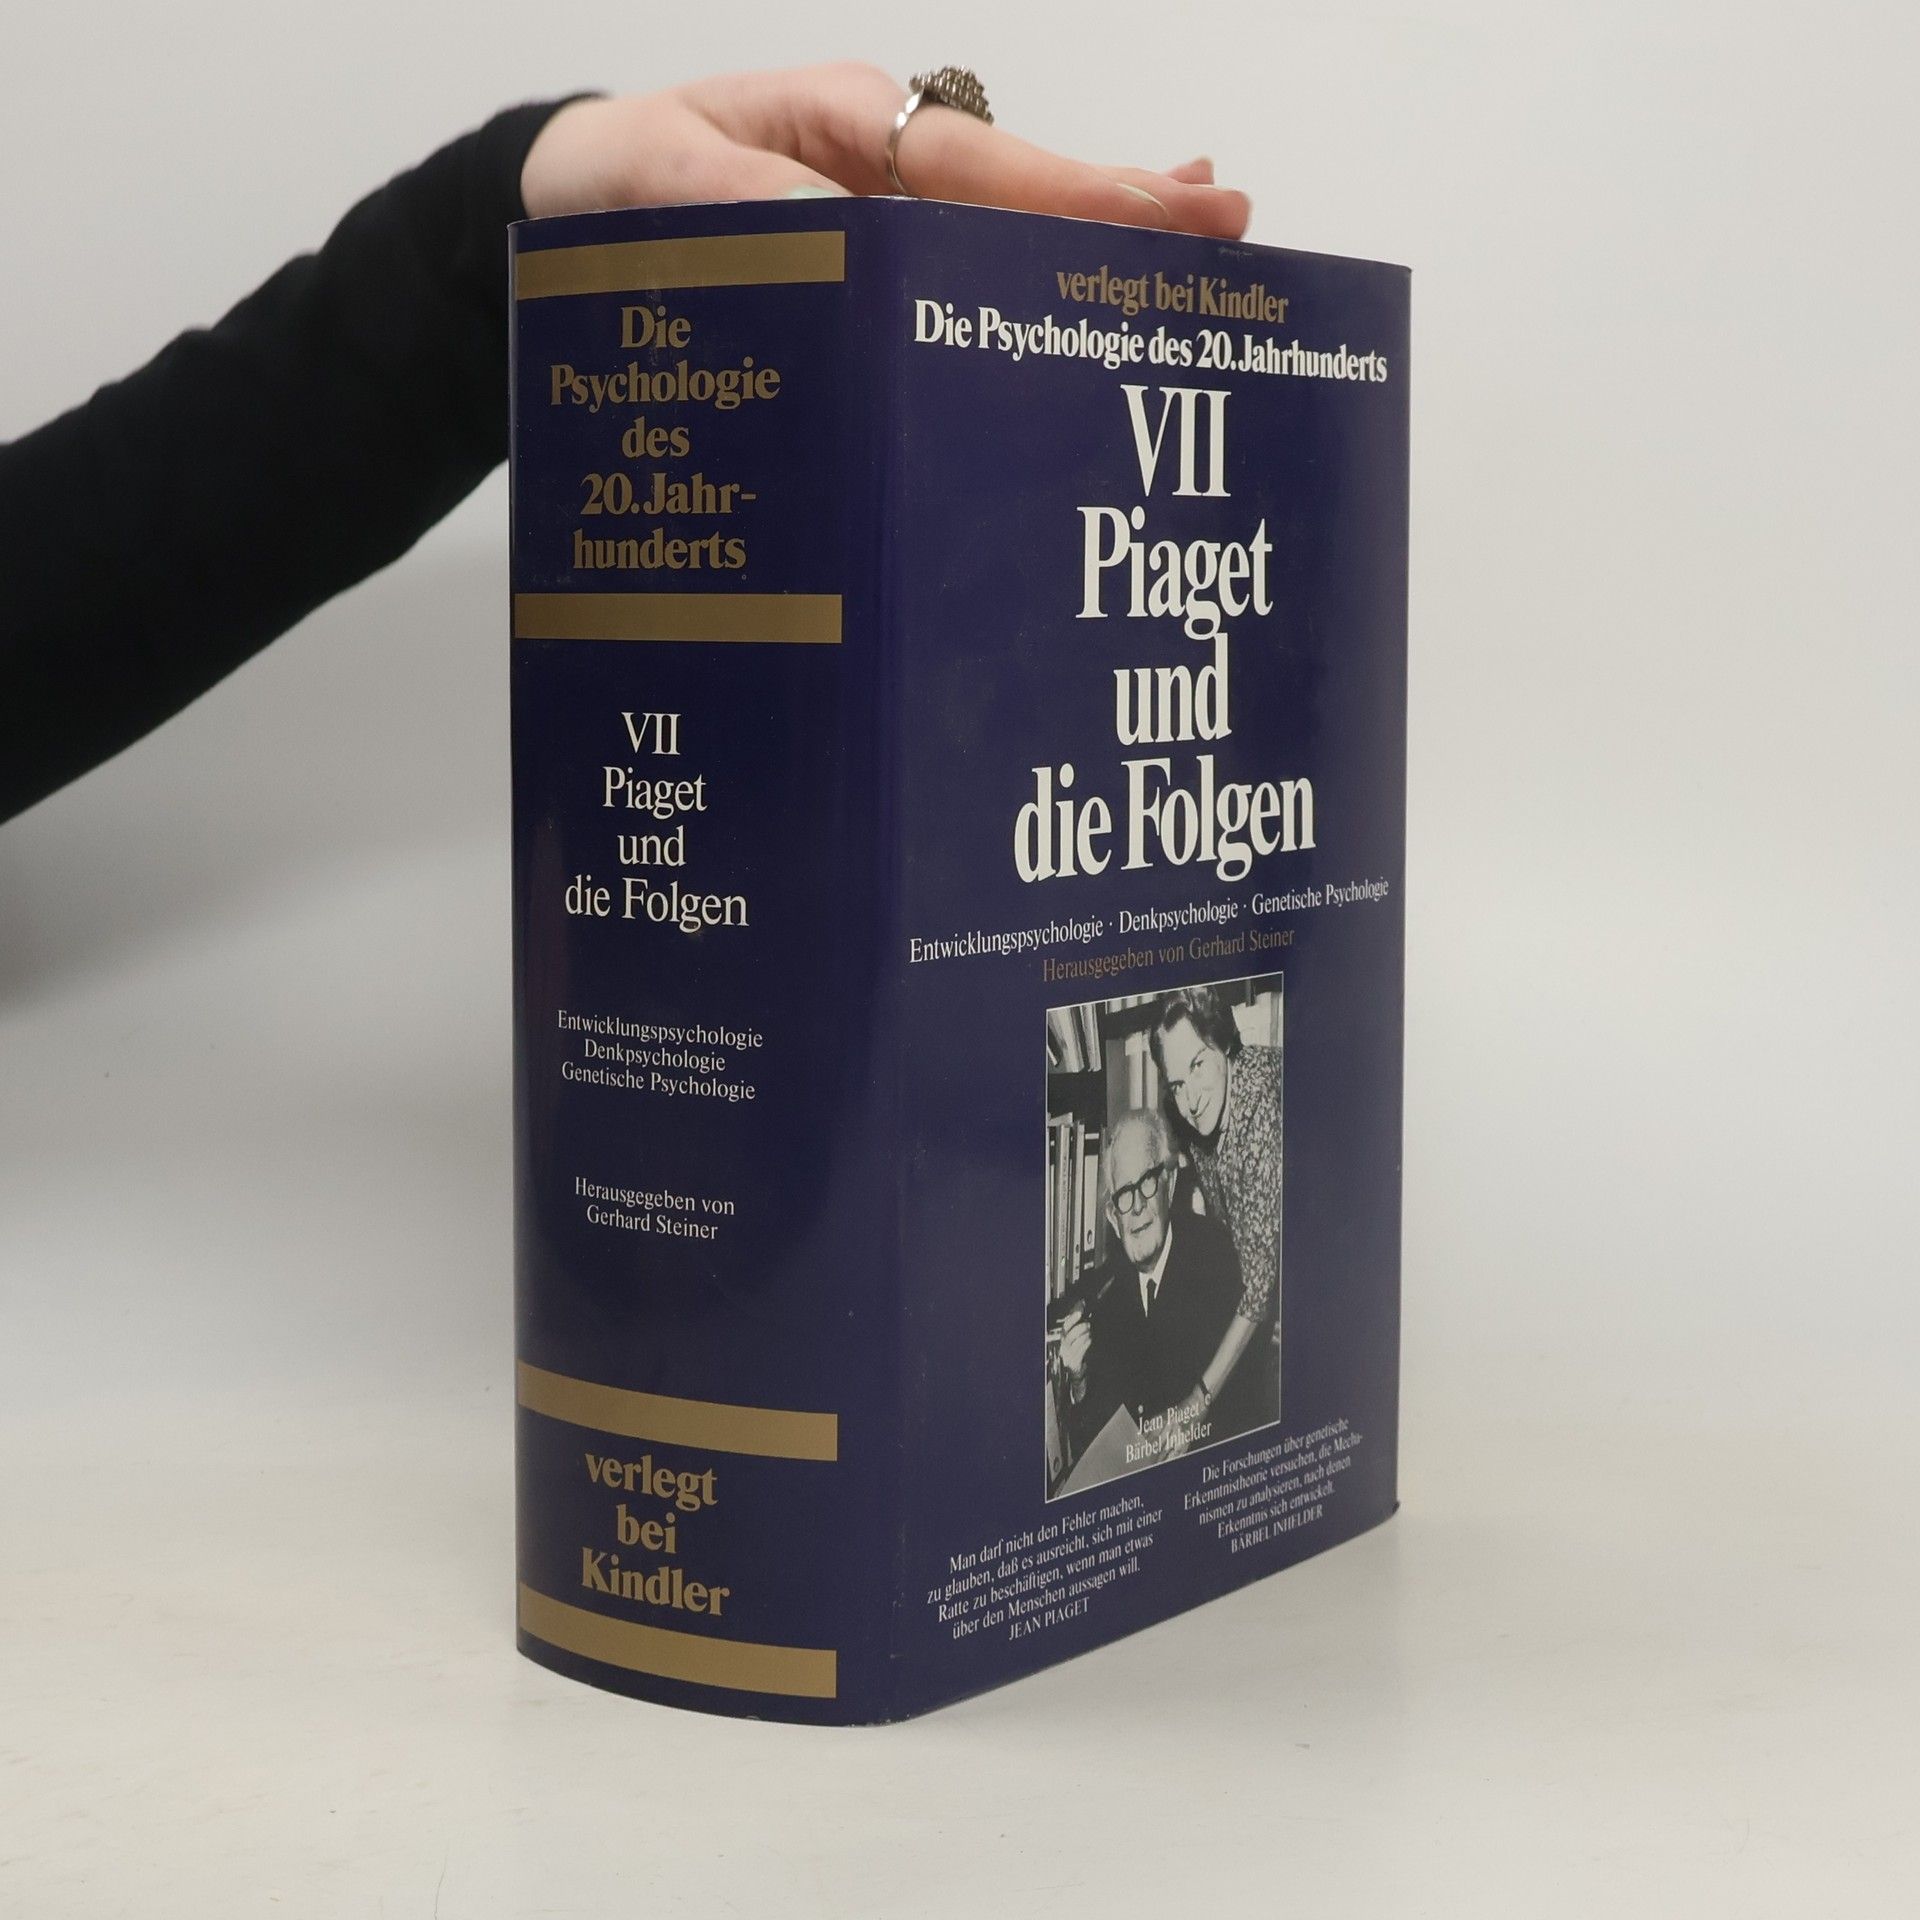 Die
Psychologie
des
20. Jahr-
hunderts
VII
Piaget
und
die Folgen
Entwicklungspsychologie
Denkpsychologie
Genetische Psychologie
Herausgegeben von
Gerhard Steiner
verlegt
bei
Kindler
verlegt bei Kindler
Die Psychologie des 20. Jahrhunderts
VII
Piaget
und
die Folgen
Entwicklungspsychologie · Denkpsychologie · Genetische Psychologie
Herausgegeben von Gerhard Steiner
Jean Piaget
Bärbel Inhelder
Man darf nicht den Fehler machen,
zu glauben, daß es ausreicht, sich mit einer
Ratte zu beschäftigen, wenn man etwas
über den Menschen aussagen will.
JEAN PIAGET
Die Forschungen über genetische
Erkenntnistheorie versuchen, die Mecha-
nismen zu analysieren, nach denen
Erkenntnis sich entwickelt.
BÄRBEL INHELDER